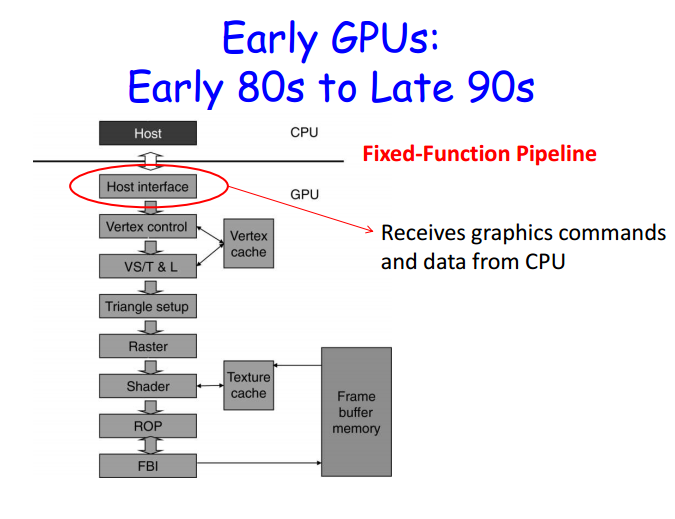 Early GPUs:
Early 80s to Late 90s
Host
CPU
Fixed-Function Pipeline
Host interface
GPU
Receives graphics commands
and data from CPU
Vertex control
Vertex
cache
VS/T & L
Triangle setup
Raster
Shader
Texture
cache
Frame
buffer
memory
ROP
FBI